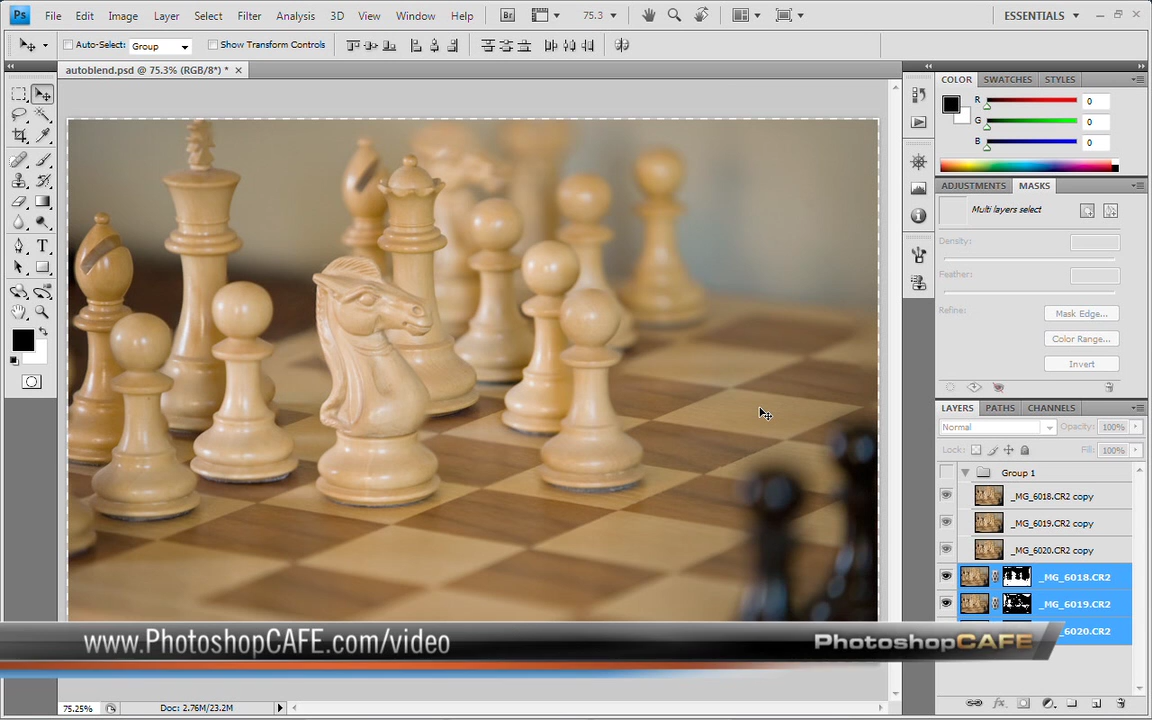 Ps File Edit Image Layer Select Filter Analysis 3D View Window Help Br 75.3 ESSENTIALS
Auto-Select: Group Show Transform Controls
autoblend.psd @ 75.3% (RGB/8*) *
COLOR SWATCHES STYLES
R 0
G 0
B 0
ADJUSTMENTS MASKS
Multi layers select
Density:
Feather:
Refine:
Mask Edge...
Color Range...
Invert
LAYERS PATHS CHANNELS
Normal Opacity: 100%
Lock: Fill: 100%
Group 1
_MG_6018.CR2 copy
_MG_6019.CR2 copy
_MG_6020.CR2 copy
_MG_6018.CR2
_MG_6019.CR2
_6020.CR2
www.PhotoshopCAFE.com/video PHOTOSHOPCAFE
75.25% Doc: 2.76M/23.2M